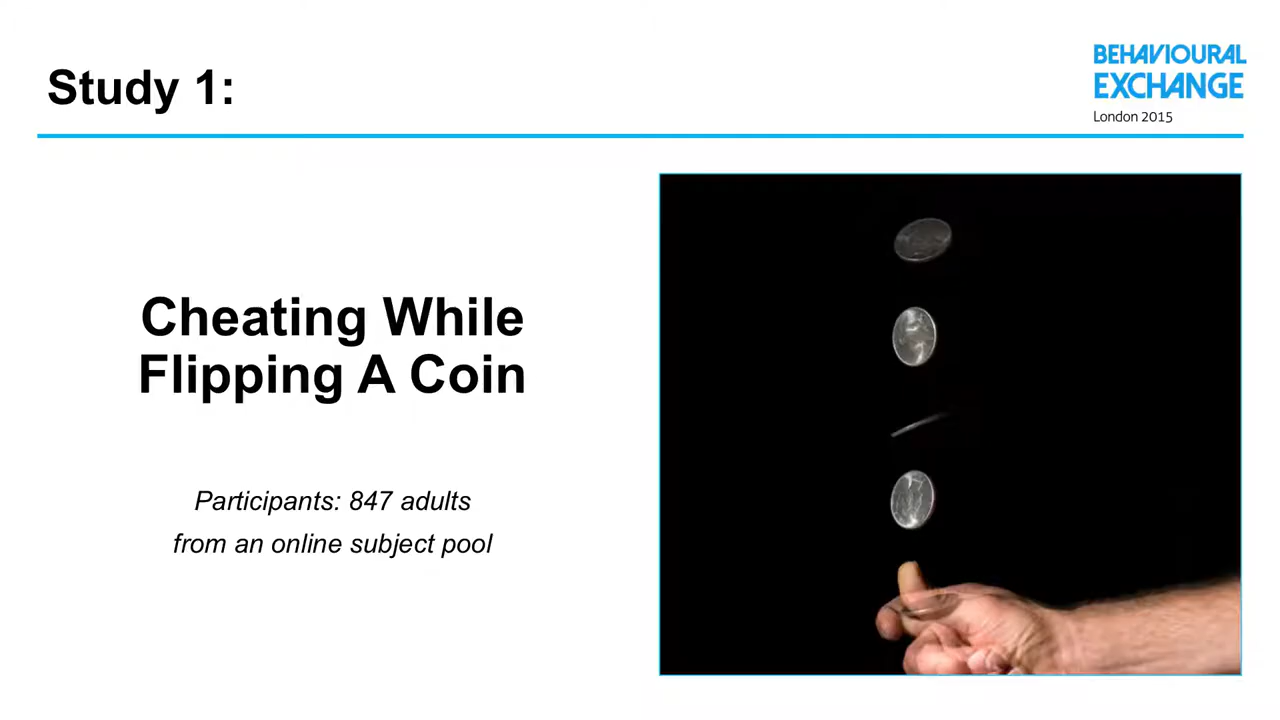 Study 1:
BEHAVIOURAL
EXCHANGE
London 2015
Cheating While
Flipping A Coin
Participants: 847 adults
from an online subject pool